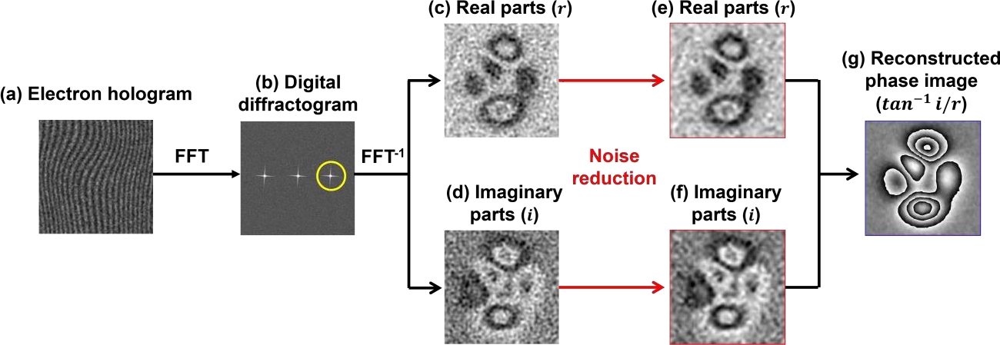 (a) Electron hologram
FFT
(b) Digital
diffractogram
FFT-1
(c) Real parts (r)
(d) Imaginary
parts (i)
Noise
reduction
(e) Real parts (r)
(f) Imaginary
parts (i)
(g) Reconstructed
phase image
(tan⁻¹ i/r)